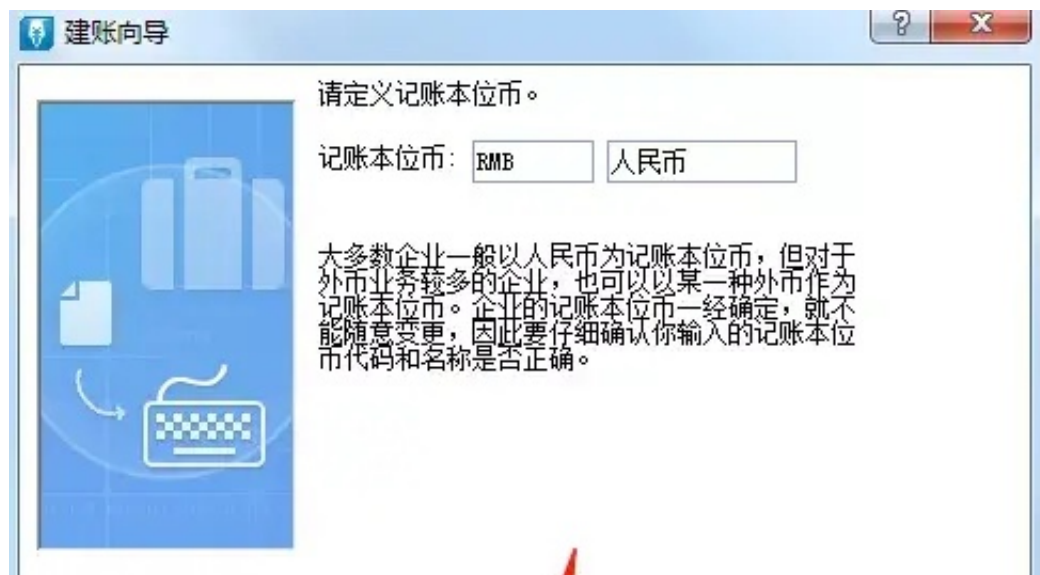 建账向导
请定义记账本位币。
记账本位币: RMB 人民币
大多数企业一般以人民币为记账本位币，但对于
外币业务较多的企业，也可以以某一种外币作为
记账本位币。企业的记账本位币一经确定，就不
能随意变更，因此要仔细确认你输入的记账本位
币代码和名称是否正确。